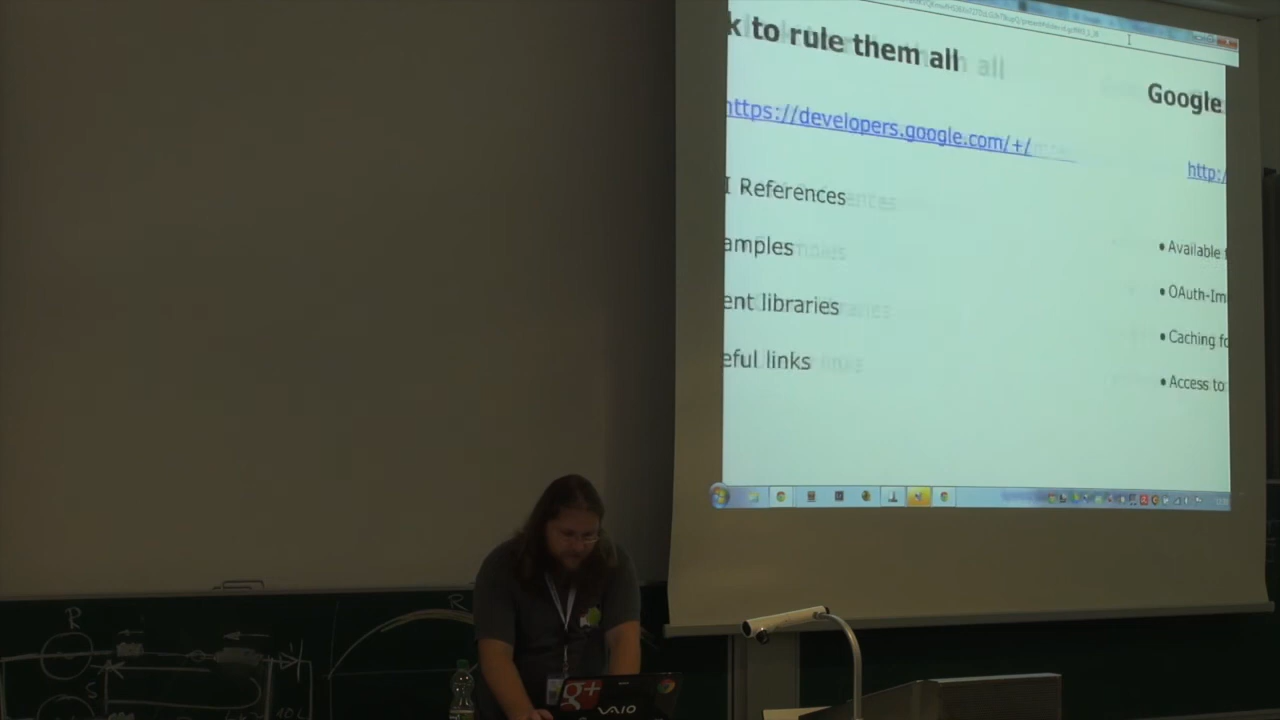 k to rule them all
https://developers.google.com/+/
I References
amples
ent libraries
eful links
Google
http:/
• Available
• OAuth-Im
• Caching fo
• Access to
R
R
S
g+
VAIO